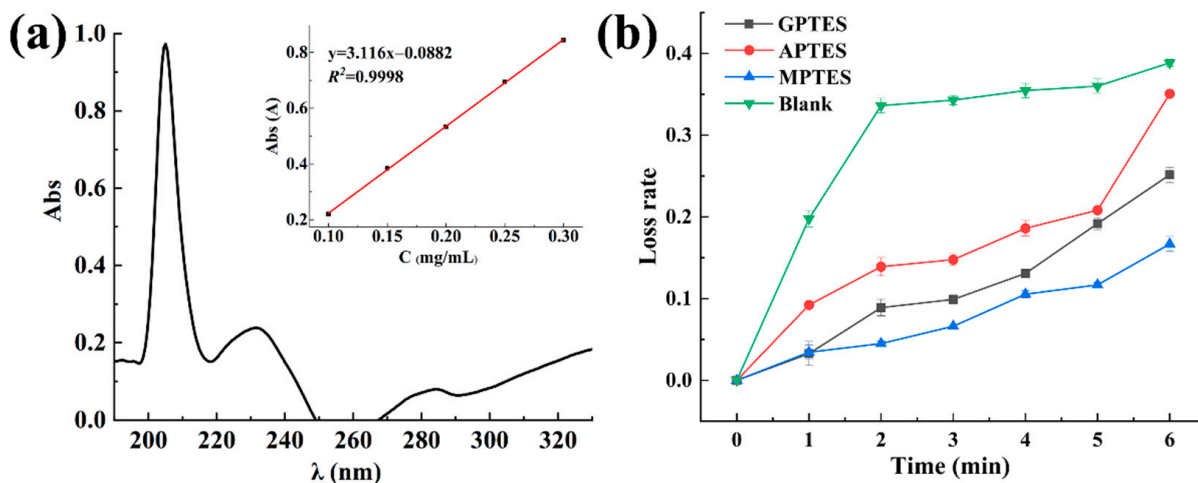 (a)
1.0
0.8
0.6
0.4
0.2
0.0
Abs
200 220 240 260 280 300 320
λ (nm)
y=3.116x−0.0882
R²=0.9998
0.8
0.6
0.4
0.2
Abs (A)
0.10 0.15 0.20 0.25 0.30
C (mg/mL)
(b)
GPTES
APTES
MPTES
Blank
0.4
0.3
0.2
0.1
0.0
Loss rate
0 1 2 3 4 5 6
Time (min)